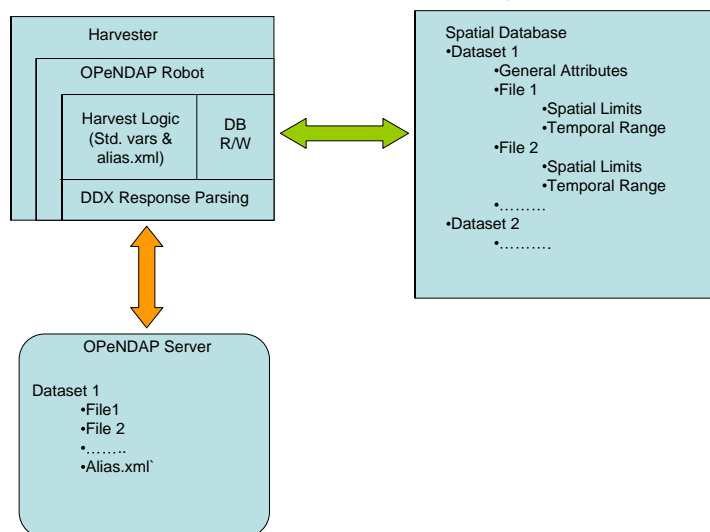 Harvester
OPeNDAP Robot
Harvest Logic
(Std. vars &
alias.xml)
DB
R/W
DDX Response Parsing
Spatial Database
•Dataset 1
•General Attributes
•File 1
•Spatial Limits
•Temporal Range
•File 2
•Spatial Limits
•Temporal Range
•………
•Dataset 2
•……….
OPeNDAP Server
Dataset 1
•File1
•File 2
•……..
•Alias.xml`